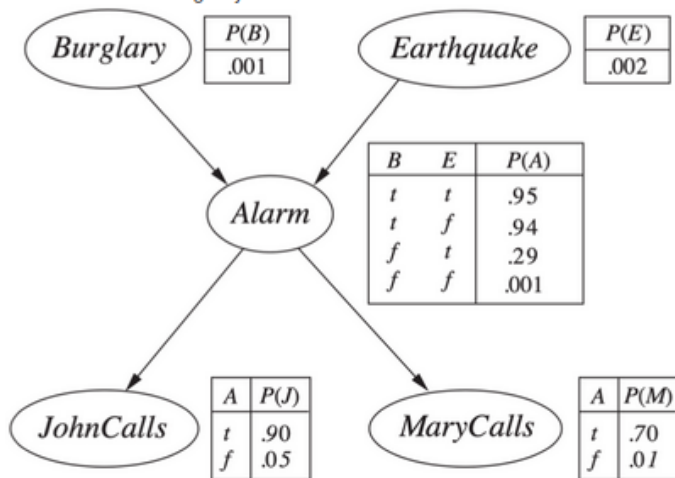 Burglary
P(B)
.001
Earthquake
P(E)
.002
B E P(A)
t t .95
t f .94
f t .29
f f .001
Alarm
JohnCalls
A P(J)
t .90
f .05
MaryCalls
A P(M)
t .70
f .01